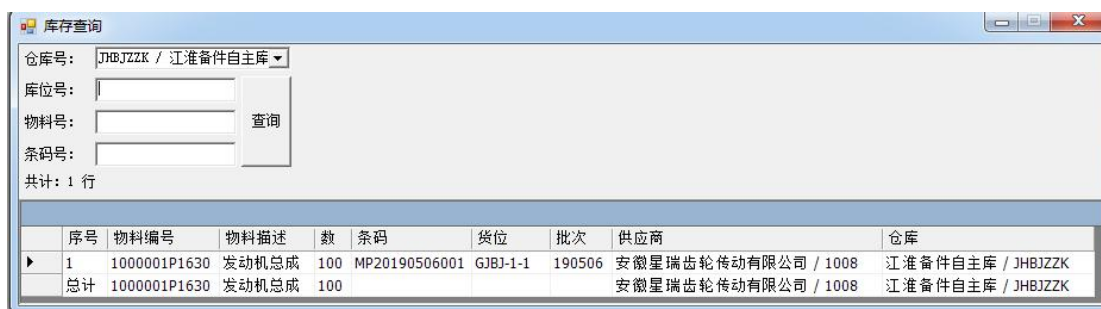 库存查询
仓库号： JHBJZZK / 江淮备件自主库
库位号：
物料号： 查询
条码号：
共计：1 行
序号 物料编号 物料描述 数 条码 货位 批次 供应商 仓库
1 1000001P1630 发动机总成 100 MP20190506001 GJBJ-1-1 190506 安徽星瑞齿轮传动有限公司 / 1008 江淮备件自主库 / JHBJZZK
总计 1000001P1630 发动机总成 100 安徽星瑞齿轮传动有限公司 / 1008 江淮备件自主库 / JHBJZZK